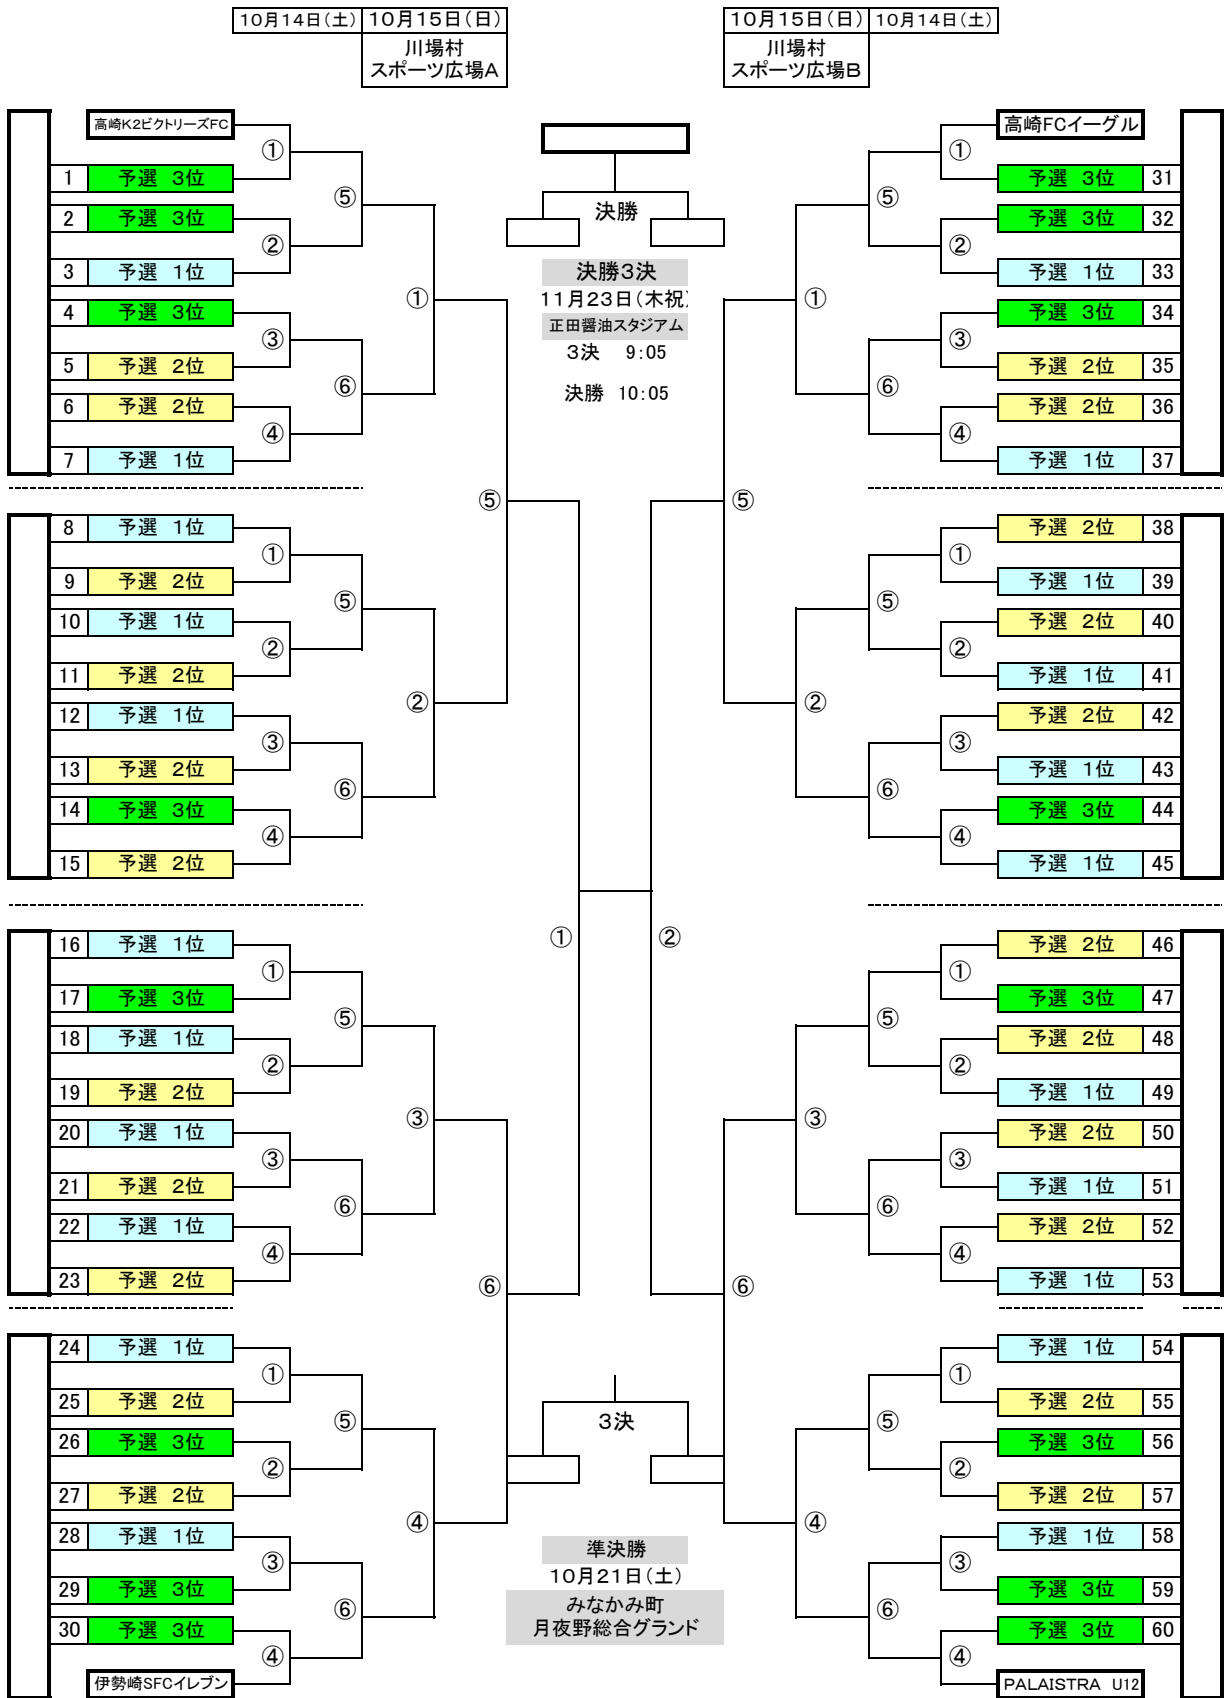 10月14日(土) 10月15日(日) 10月15日(日) 10月14日(土)
川場村
スポーツ広場A
川場村
スポーツ広場B
高崎K2ビクトリーズFC
①
1 予選 3位
⑤
2 予選 3位
②
3 予選 1位
①
4 予選 3位
③
5 予選 2位
⑥
6 予選 2位
④
7 予選 1位
⑤
8 予選 1位
①
9 予選 2位
⑤
10 予選 1位
②
11 予選 2位
②
12 予選 1位
③
13 予選 2位
⑥
14 予選 3位
④
15 予選 2位
16 予選 1位
①
17 予選 3位
⑤
18 予選 1位
②
19 予選 2位
③
20 予選 1位
③
21 予選 2位
⑥
22 予選 1位
④
23 予選 2位
⑥
24 予選 1位
①
25 予選 2位
⑤
26 予選 3位
②
27 予選 2位
④
28 予選 1位
③
29 予選 3位
⑥
30 予選 3位
④
伊勢崎SFCイレブン
決勝
決勝3決
11月23日(木祝)
正田醤油スタジアム
3決 9:05
決勝 10:05
① ②
3決
準決勝
10月21日(土)
みなかみ町
月夜野総合グランド
高崎FCイーグル
①
予選 3位 31
⑤
予選 3位 32
②
予選 1位 33
①
予選 3位 34
③
予選 2位 35
⑥
予選 2位 36
④
予選 1位 37
⑤
予選 2位 38
①
予選 1位 39
⑤
予選 2位 40
②
予選 1位 41
②
予選 2位 42
③
予選 1位 43
⑥
予選 3位 44
④
予選 1位 45
予選 2位 46
①
予選 3位 47
⑤
予選 2位 48
②
予選 1位 49
③
予選 2位 50
③
予選 1位 51
⑥
予選 2位 52
④
予選 1位 53
⑥
予選 1位 54
①
予選 2位 55
⑤
予選 3位 56
②
予選 2位 57
④
予選 1位 58
③
予選 3位 59
⑥
予選 3位 60
④
PALAISTRA U12